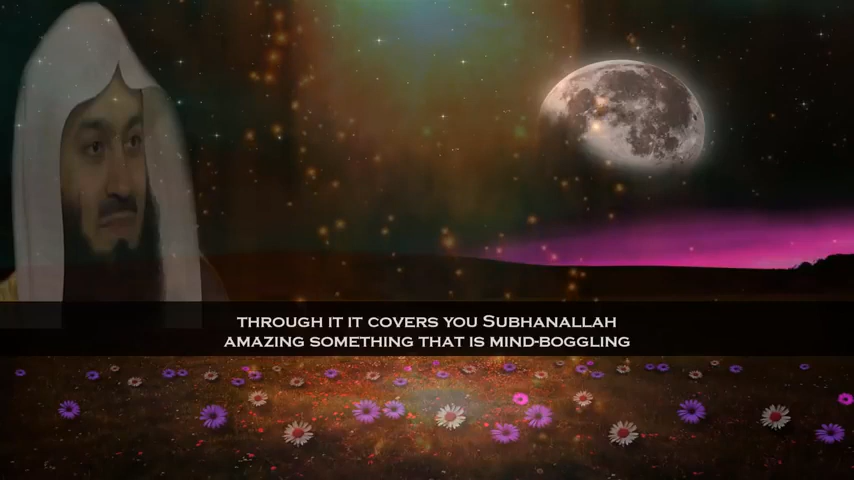 THROUGH IT IT COVERS YOU SUBHANALLAH
AMAZING SOMETHING THAT IS MIND-BOGGLING